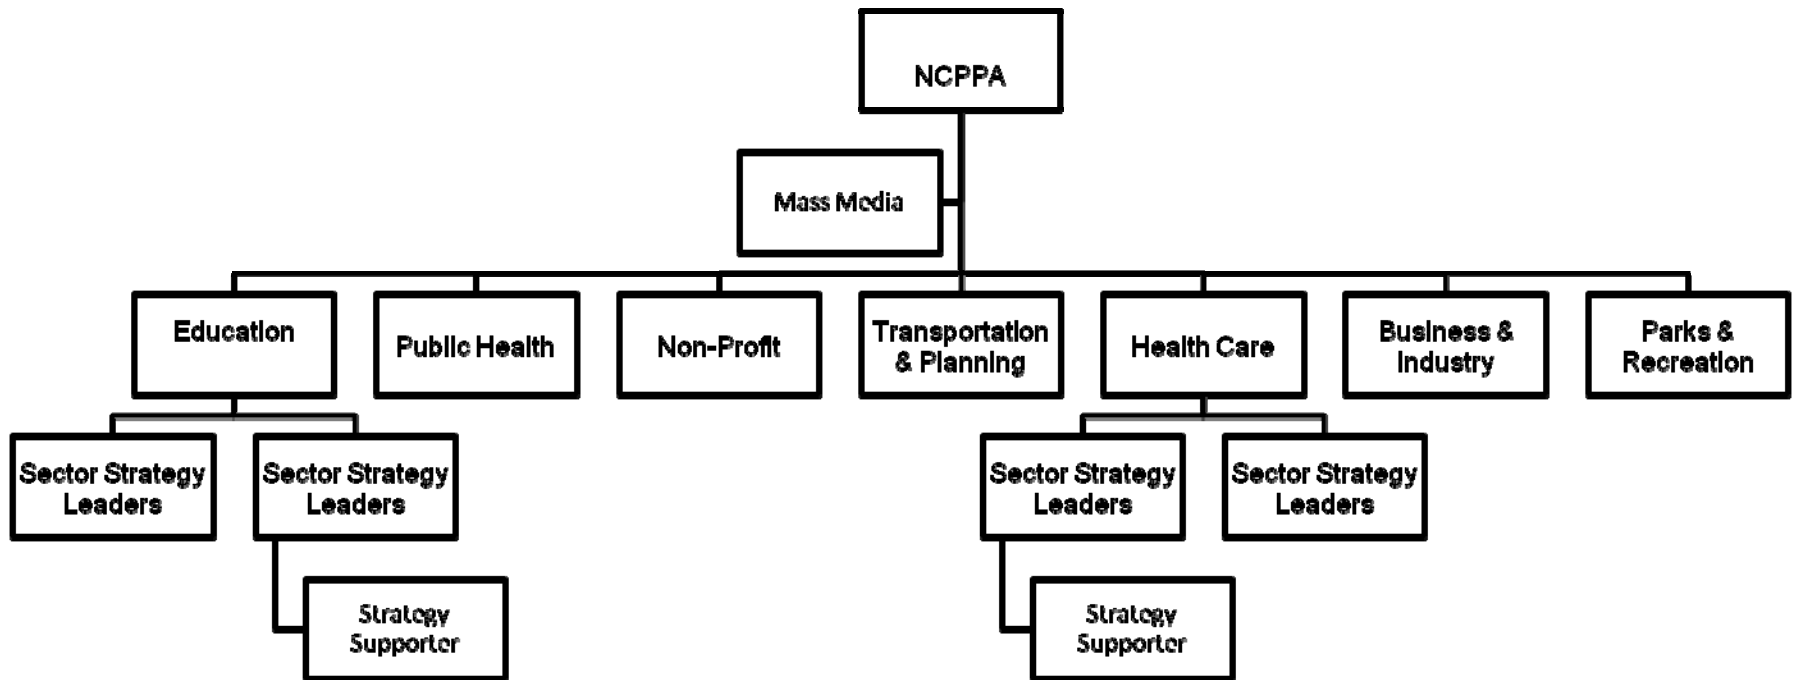 NCPPA
Mass Media
Education
Public Health
Non-Profit
Transportation
& Planning
Health Care
Business &
Industry
Parks &
Recreation
Sector Strategy
Leaders
Sector Strategy
Leaders
Sector Strategy
Leaders
Sector Strategy
Leaders
Strategy
Supporter
Strategy
Supporter